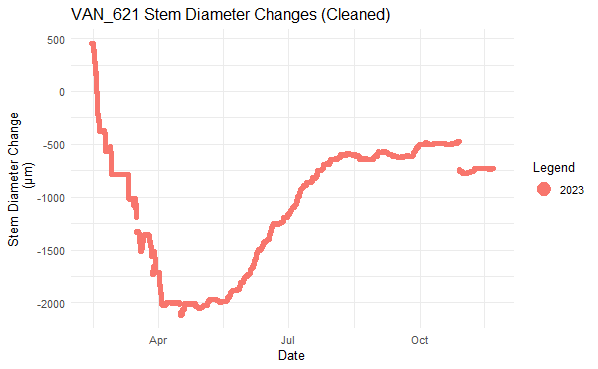 VAN_621 Stem Diameter Changes (Cleaned)
500
0
-500
-1000
-1500
-2000
Stem Diameter Change
(µm)
Apr
Jul
Oct
Date
Legend
2023